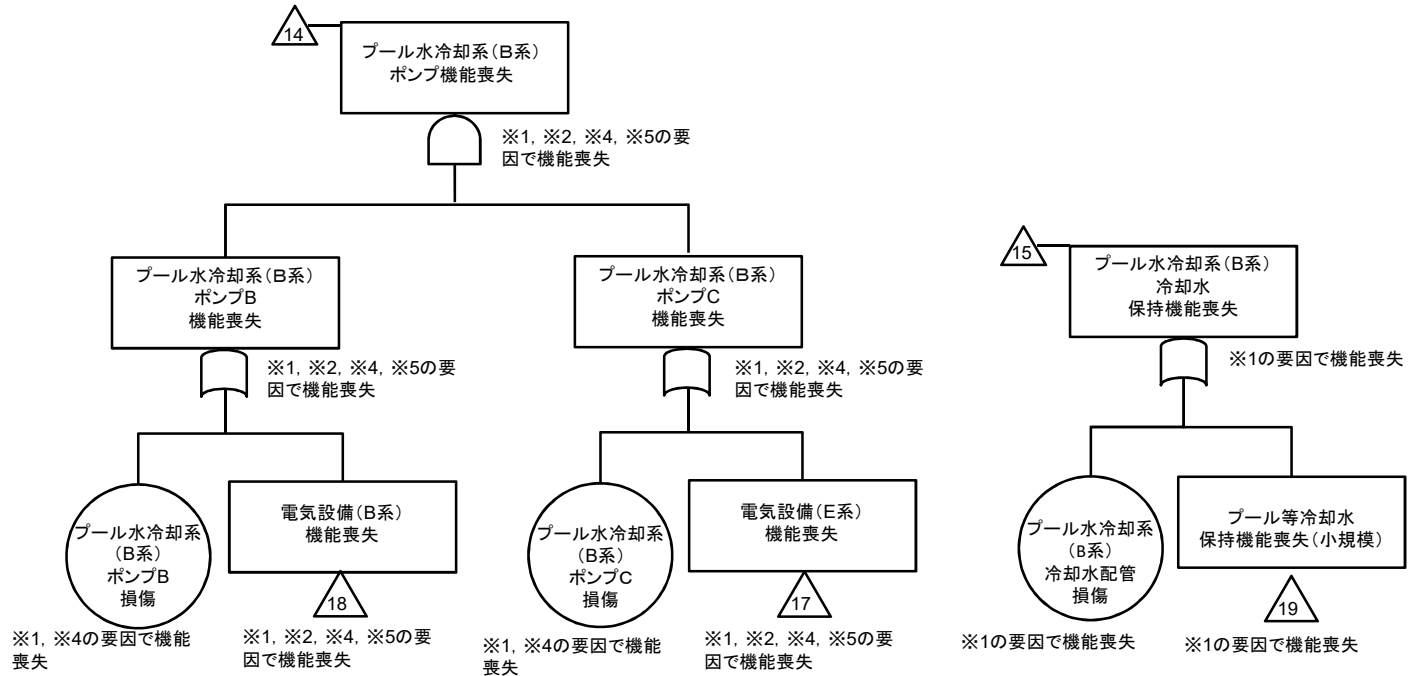 14
プール水冷却系(B系)
ポンプ機能喪失
※1, ※2, ※4, ※5の要
因で機能喪失
プール水冷却系(B系)
ポンプB
機能喪失
※1, ※2, ※4, ※5の要
因で機能喪失
プール水冷却系(B系)
ポンプC
機能喪失
※1, ※2, ※4, ※5の要
因で機能喪失
プール水冷却系
(B系)
ポンプB
損傷
※1, ※4の要因で機能
喪失
電気設備(B系)
機能喪失
18
※1, ※2, ※4, ※5の要
因で機能喪失
プール水冷却系
(B系)
ポンプC
損傷
※1, ※4の要因で機能
喪失
電気設備(E系)
機能喪失
17
※1, ※2, ※4, ※5の要
因で機能喪失
15
プール水冷却系(B系)
冷却水
保持機能喪失
※1の要因で機能喪失
プール水冷却系
(B系)
冷却水配管
損傷
※1の要因で機能喪失
プール等冷却水
保持機能喪失(小規模)
19
※1の要因で機能喪失